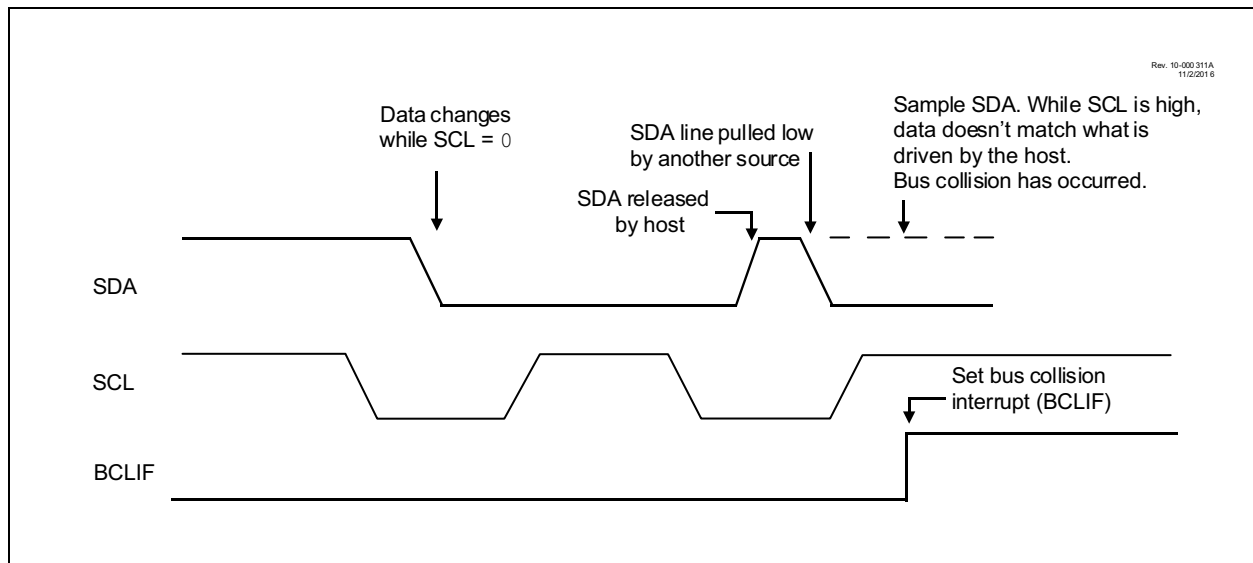 Rev. 10-000 311A
11/2/201 6
Data changes
while SCL = 0
SDA line pulled low
by another source
SDA released
by host
Sample SDA. While SCL is high,
data doesn't match what is
driven by the host.
Bus collision has occurred.
SDA
SCL
Set bus collision
interrupt (BCLIF)
BCLIF